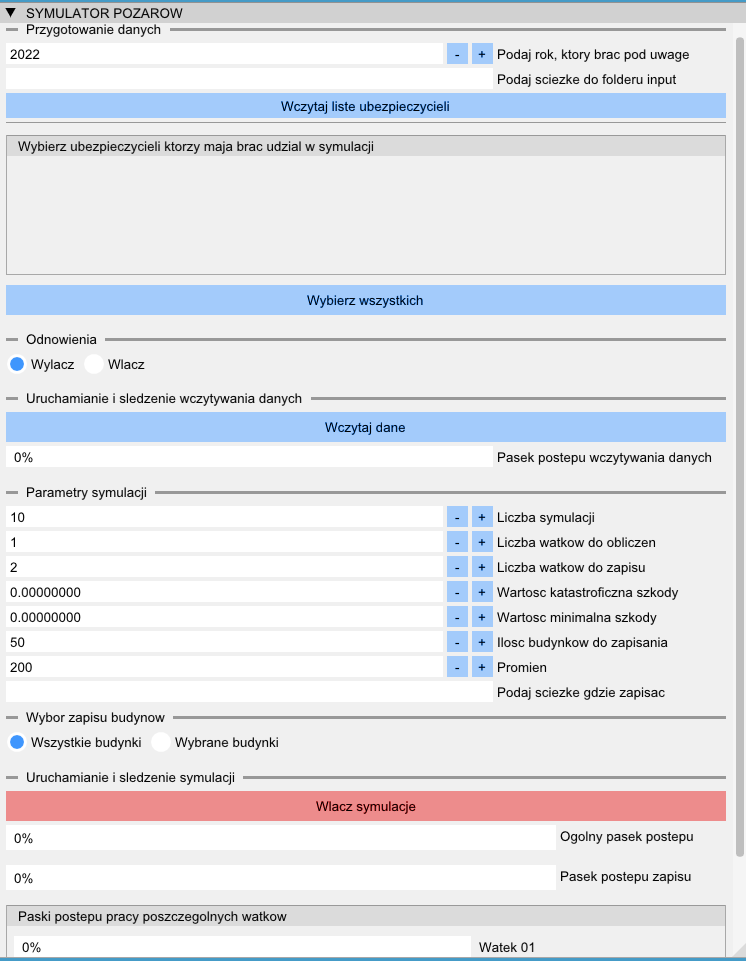 SYMULATOR POZAROW
Przygotowanie danych
2022 - + Podaj rok, ktory brac pod uwage
Podaj sciezke do folderu input
Wczytaj liste ubezpieczycieli
Wybierz ubezpieczycieli ktorzy maja brac udzial w symulacji
Wybierz wszystkich
Odnowienia
Wylacz Wlacz
Uruchamianie i sledzenie wczytywania danych
Wczytaj dane
0% Pasek postepu wczytywania danych
Parametry symulacji
10 - + Liczba symulacji
1 - + Liczba watkow do obliczen
2 - + Liczba watkow do zapisu
0.00000000 - + Wartosc katastroficzna szkody
0.00000000 - + Wartosc minimalna szkody
50 - + Ilosc budynkow do zapisania
200 - + Promien
Podaj sciezke gdzie zapisac
Wybor zapisu budynow
Wszystkie budynki Wybrane budynki
Uruchamianie i sledzenie symulacji
Wlacz symulacje
0% Ogolny pasek postepu
0% Pasek postepu zapisu
Paski postepu pracy poszczegolnych watkow
0% Watek 01